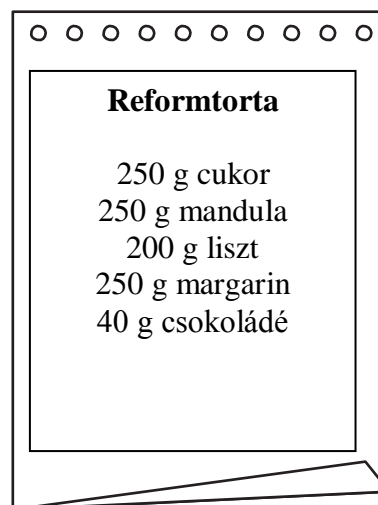 Reformtorta
250 g cukor
250 g mandula
200 g liszt
250 g margarin
40 g csokoládé